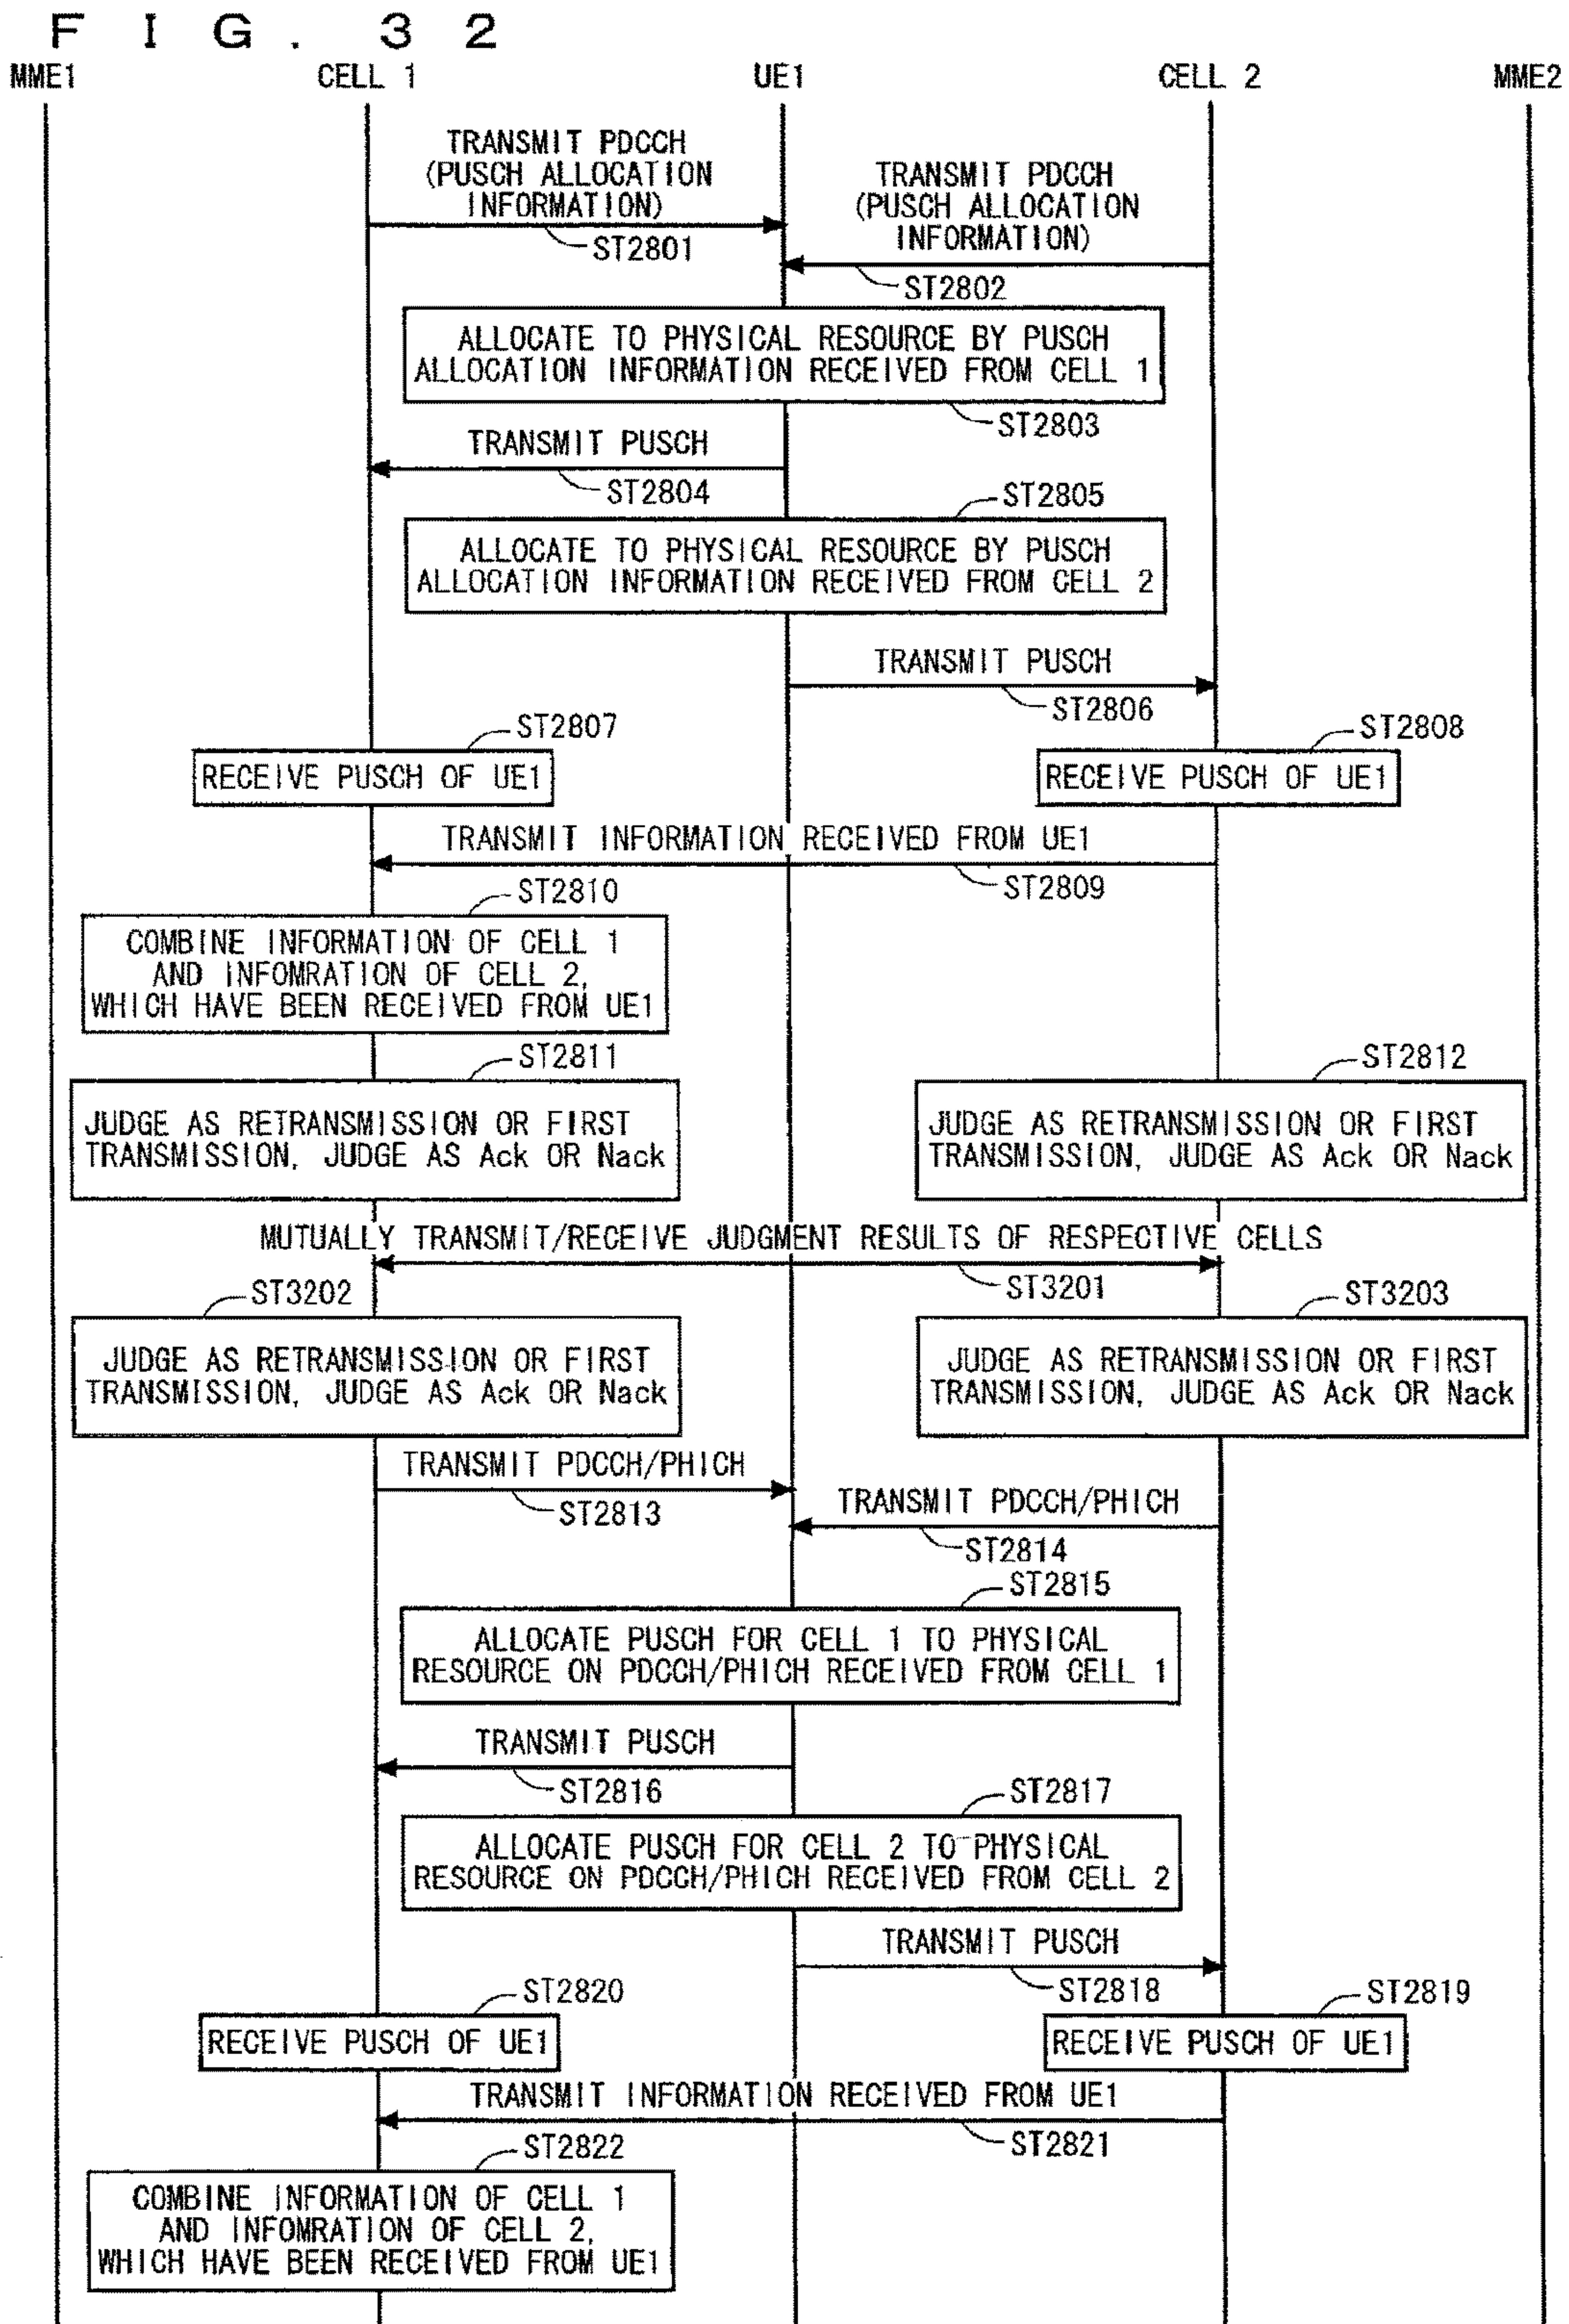 FIG. 32
MME1 CELL 1 UE1 CELL 2 MME2
TRANSMIT PDCCH
(PUSCH ALLOCATION
INFORMATION)
ST2801
TRANSMIT PDCCH
(PUSCH ALLOCATION
INFORMATION)
ST2802
ALLOCATE TO PHYSICAL RESOURCE BY PUSCH
ALLOCATION INFORMATION RECEIVED FROM CELL 1
ST2803
TRANSMIT PUSCH
ST2804
ST2805
ALLOCATE TO PHYSICAL RESOURCE BY PUSCH
ALLOCATION INFORMATION RECEIVED FROM CELL 2
TRANSMIT PUSCH
ST2806
ST2807
RECEIVE PUSCH OF UE1
ST2808
RECEIVE PUSCH OF UE1
TRANSMIT INFORMATION RECEIVED FROM UE1
ST2809
ST2810
COMBINE INFORMATION OF CELL 1
AND INFOMRATION OF CELL 2,
WHICH HAVE BEEN RECEIVED FROM UE1
ST2811
JUDGE AS RETRANSMISSION OR FIRST
TRANSMISSION, JUDGE AS Ack OR Nack
ST2812
JUDGE AS RETRANSMISSION OR FIRST
TRANSMISSION, JUDGE AS Ack OR Nack
MUTUALLY TRANSMIT/RECEIVE JUDGMENT RESULTS OF RESPECTIVE CELLS
ST3201
ST3202
JUDGE AS RETRANSMISSION OR FIRST
TRANSMISSION, JUDGE AS Ack OR Nack
ST3203
JUDGE AS RETRANSMISSION OR FIRST
TRANSMISSION, JUDGE AS Ack OR Nack
TRANSMIT PDCCH/PHICH
ST2813
TRANSMIT PDCCH/PHICH
ST2814
ST2815
ALLOCATE PUSCH FOR CELL 1 TO PHYSICAL
RESOURCE ON PDCCH/PHICH RECEIVED FROM CELL 1
TRANSMIT PUSCH
ST2816
ST2817
ALLOCATE PUSCH FOR CELL 2 TO PHYSICAL
RESOURCE ON PDCCH/PHICH RECEIVED FROM CELL 2
TRANSMIT PUSCH
ST2818
ST2820
RECEIVE PUSCH OF UE1
ST2819
RECEIVE PUSCH OF UE1
TRANSMIT INFORMATION RECEIVED FROM UE1
ST2821
ST2822
COMBINE INFORMATION OF CELL 1
AND INFOMRATION OF CELL 2,
WHICH HAVE BEEN RECEIVED FROM UE1